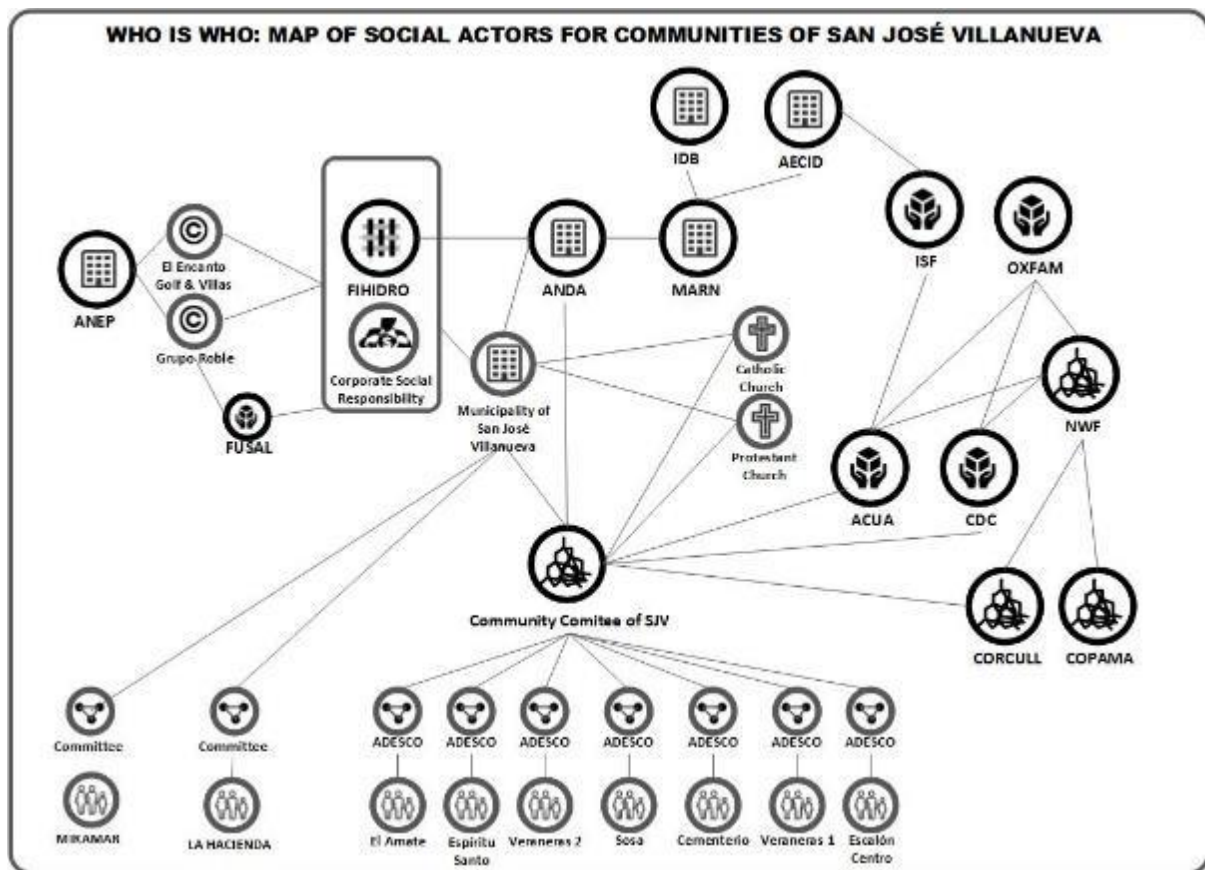 WHO IS WHO: MAP OF SOCIAL ACTORS FOR COMMUNITIES OF SAN JOSÉ VILLANUEVA
IDB
AECID
ISF
OXFAM
ANEP
El Encanto
Golf & Villas
Grupo Roble
FUSAL
FIHIDRO
Corporate Social
Responsibility
ANDA
MARN
Municipality of
San José
Villanueva
Catholic
Church
Protestant
Church
NWF
ACUA
CDC
CORCULL
COPAMA
Community Comitee of SJV
Committee
Committee
ADESCO
ADESCO
ADESCO
ADESCO
ADESCO
ADESCO
ADESCO
MIRAMAR
LA HACIENDA
El Amate
Espíritu
Santo
Veraneras 2
Sosa
Cementerio
Veraneras 1
Escalón
Centro